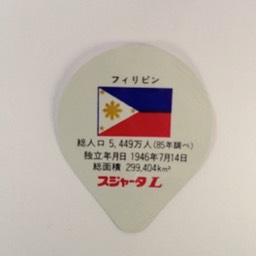 フィリピン
総人口 5,449万人(85年調べ)
独立年月日 1946年7月14日
総面積 299,404km²
スジャータL